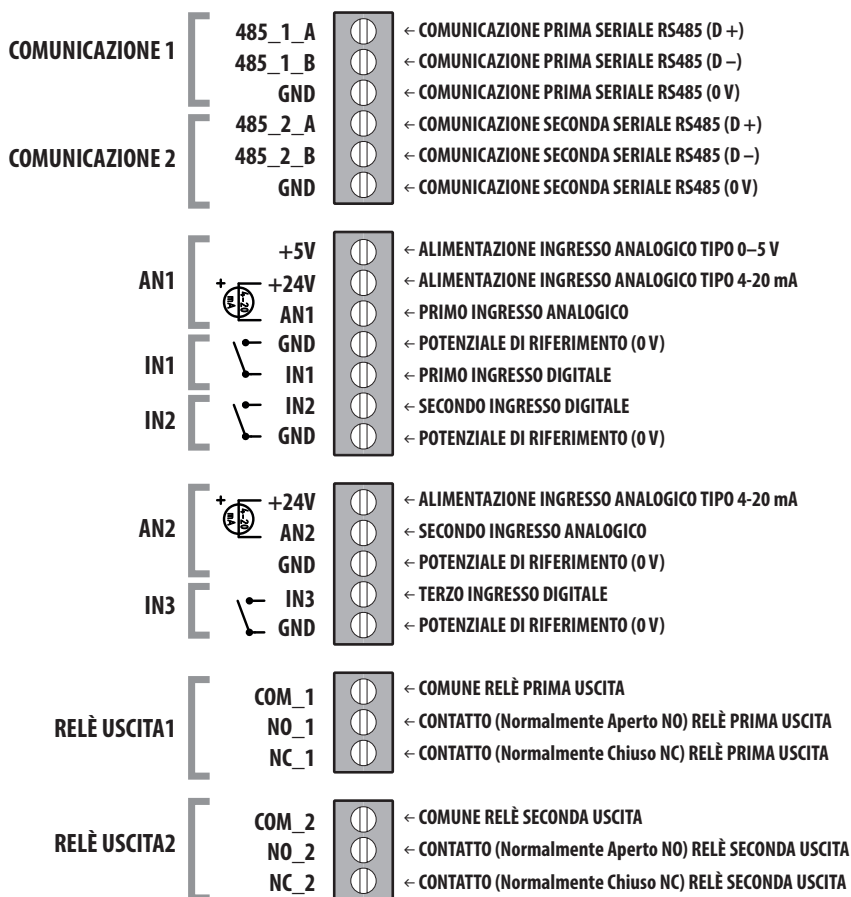 COMUNICAZIONE 1
485_1_A ← COMUNICAZIONE PRIMA SERIALE RS485 (D +)
485_1_B ← COMUNICAZIONE PRIMA SERIALE RS485 (D –)
GND ← COMUNICAZIONE PRIMA SERIALE RS485 (0 V)
COMUNICAZIONE 2
485_2_A ← COMUNICAZIONE SECONDA SERIALE RS485 (D +)
485_2_B ← COMUNICAZIONE SECONDA SERIALE RS485 (D –)
GND ← COMUNICAZIONE SECONDA SERIALE RS485 (0 V)
AN1
+5V ← ALIMENTAZIONE INGRESSO ANALOGICO TIPO 0–5 V
+ 4–20 mA
+24V ← ALIMENTAZIONE INGRESSO ANALOGICO TIPO 4-20 mA
AN1 ← PRIMO INGRESSO ANALOGICO
GND ← POTENZIALE DI RIFERIMENTO (0 V)
IN1
IN1 ← PRIMO INGRESSO DIGITALE
IN2
IN2 ← SECONDO INGRESSO DIGITALE
GND ← POTENZIALE DI RIFERIMENTO (0 V)
AN2
+ 4–20 mA
+24V ← ALIMENTAZIONE INGRESSO ANALOGICO TIPO 4-20 mA
AN2 ← SECONDO INGRESSO ANALOGICO
GND ← POTENZIALE DI RIFERIMENTO (0 V)
IN3
IN3 ← TERZO INGRESSO DIGITALE
GND ← POTENZIALE DI RIFERIMENTO (0 V)
RELÈ USCITA1
COM_1 ← COMUNE RELÈ PRIMA USCITA
NO_1 ← CONTATTO (Normalmente Aperto NO) RELÈ PRIMA USCITA
NC_1 ← CONTATTO (Normalmente Chiuso NC) RELÈ PRIMA USCITA
RELÈ USCITA2
COM_2 ← COMUNE RELÈ SECONDA USCITA
NO_2 ← CONTATTO (Normalmente Aperto NO) RELÈ SECONDA USCITA
NC_2 ← CONTATTO (Normalmente Chiuso NC) RELÈ SECONDA USCITA